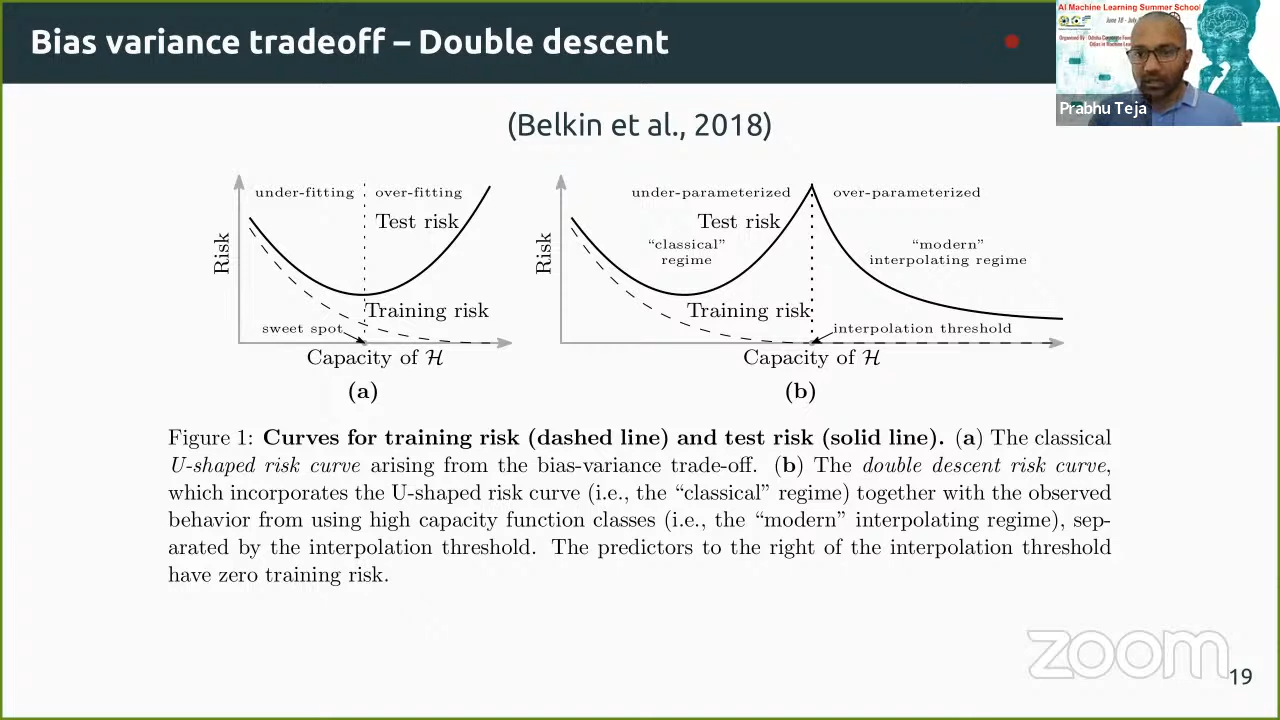 Bias variance tradeoff – Double descent
AI Machine Learning Summer School
Prabhu Teja
(Belkin et al., 2018)
under-fitting
over-fitting
Test risk
Risk
Training risk
sweet spot
Capacity of ℋ
(a)
under-parameterized
over-parameterized
Test risk
“classical”
regime
“modern”
interpolating regime
Risk
Training risk
interpolation threshold
Capacity of ℋ
(b)
Figure 1: Curves for training risk (dashed line) and test risk (solid line). (a) The classical
U-shaped risk curve arising from the bias-variance trade-off. (b) The double descent risk curve,
which incorporates the U-shaped risk curve (i.e., the “classical” regime) together with the observed
behavior from using high capacity function classes (i.e., the “modern” interpolating regime), sep-
arated by the interpolation threshold. The predictors to the right of the interpolation threshold
have zero training risk.
zoom
19